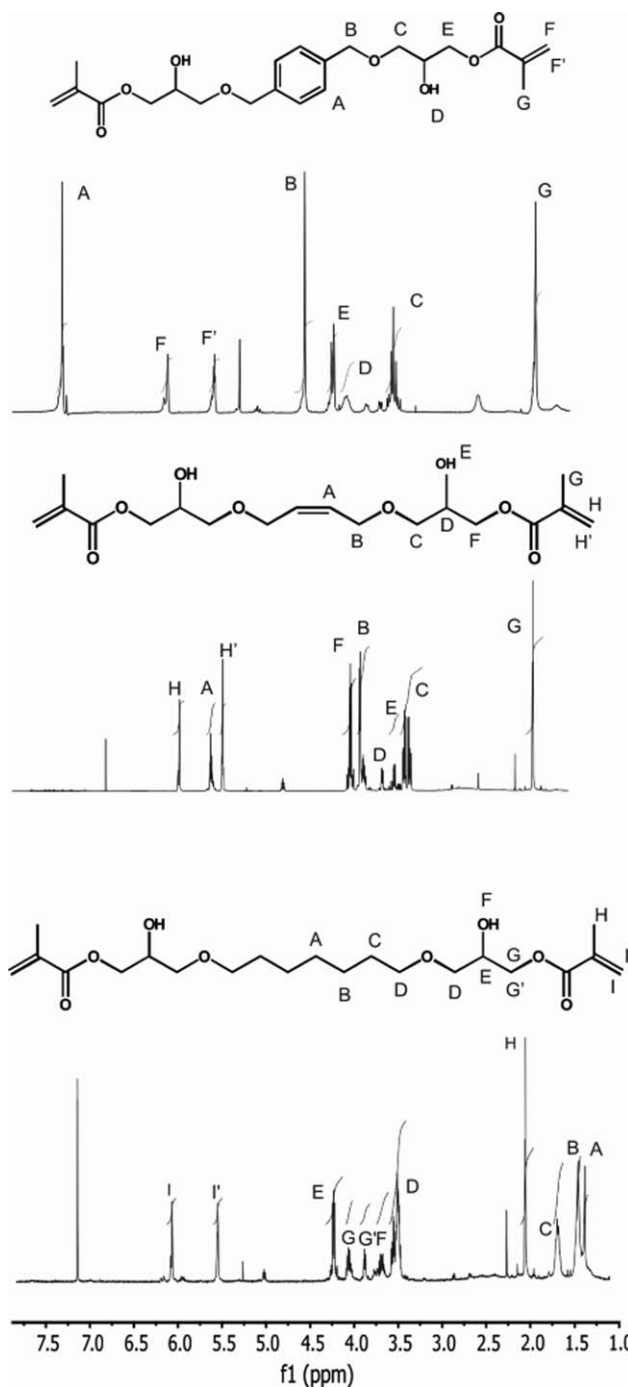 B C E O F
OH O F'
O O O G
O A OH D
O
A B G
E C
F F' D
E
OH OH G
A H
O O O D O
O B C F O H'
G
H' F B
H A E C
D
F
OH OH H
A C G I
O O O E O
O B D D G' O I
H
B A
I I' E D
G G' F C
7.5 7.0 6.5 6.0 5.5 5.0 4.5 4.0 3.5 3.0 2.5 2.0 1.5 1.0
f1 (ppm)